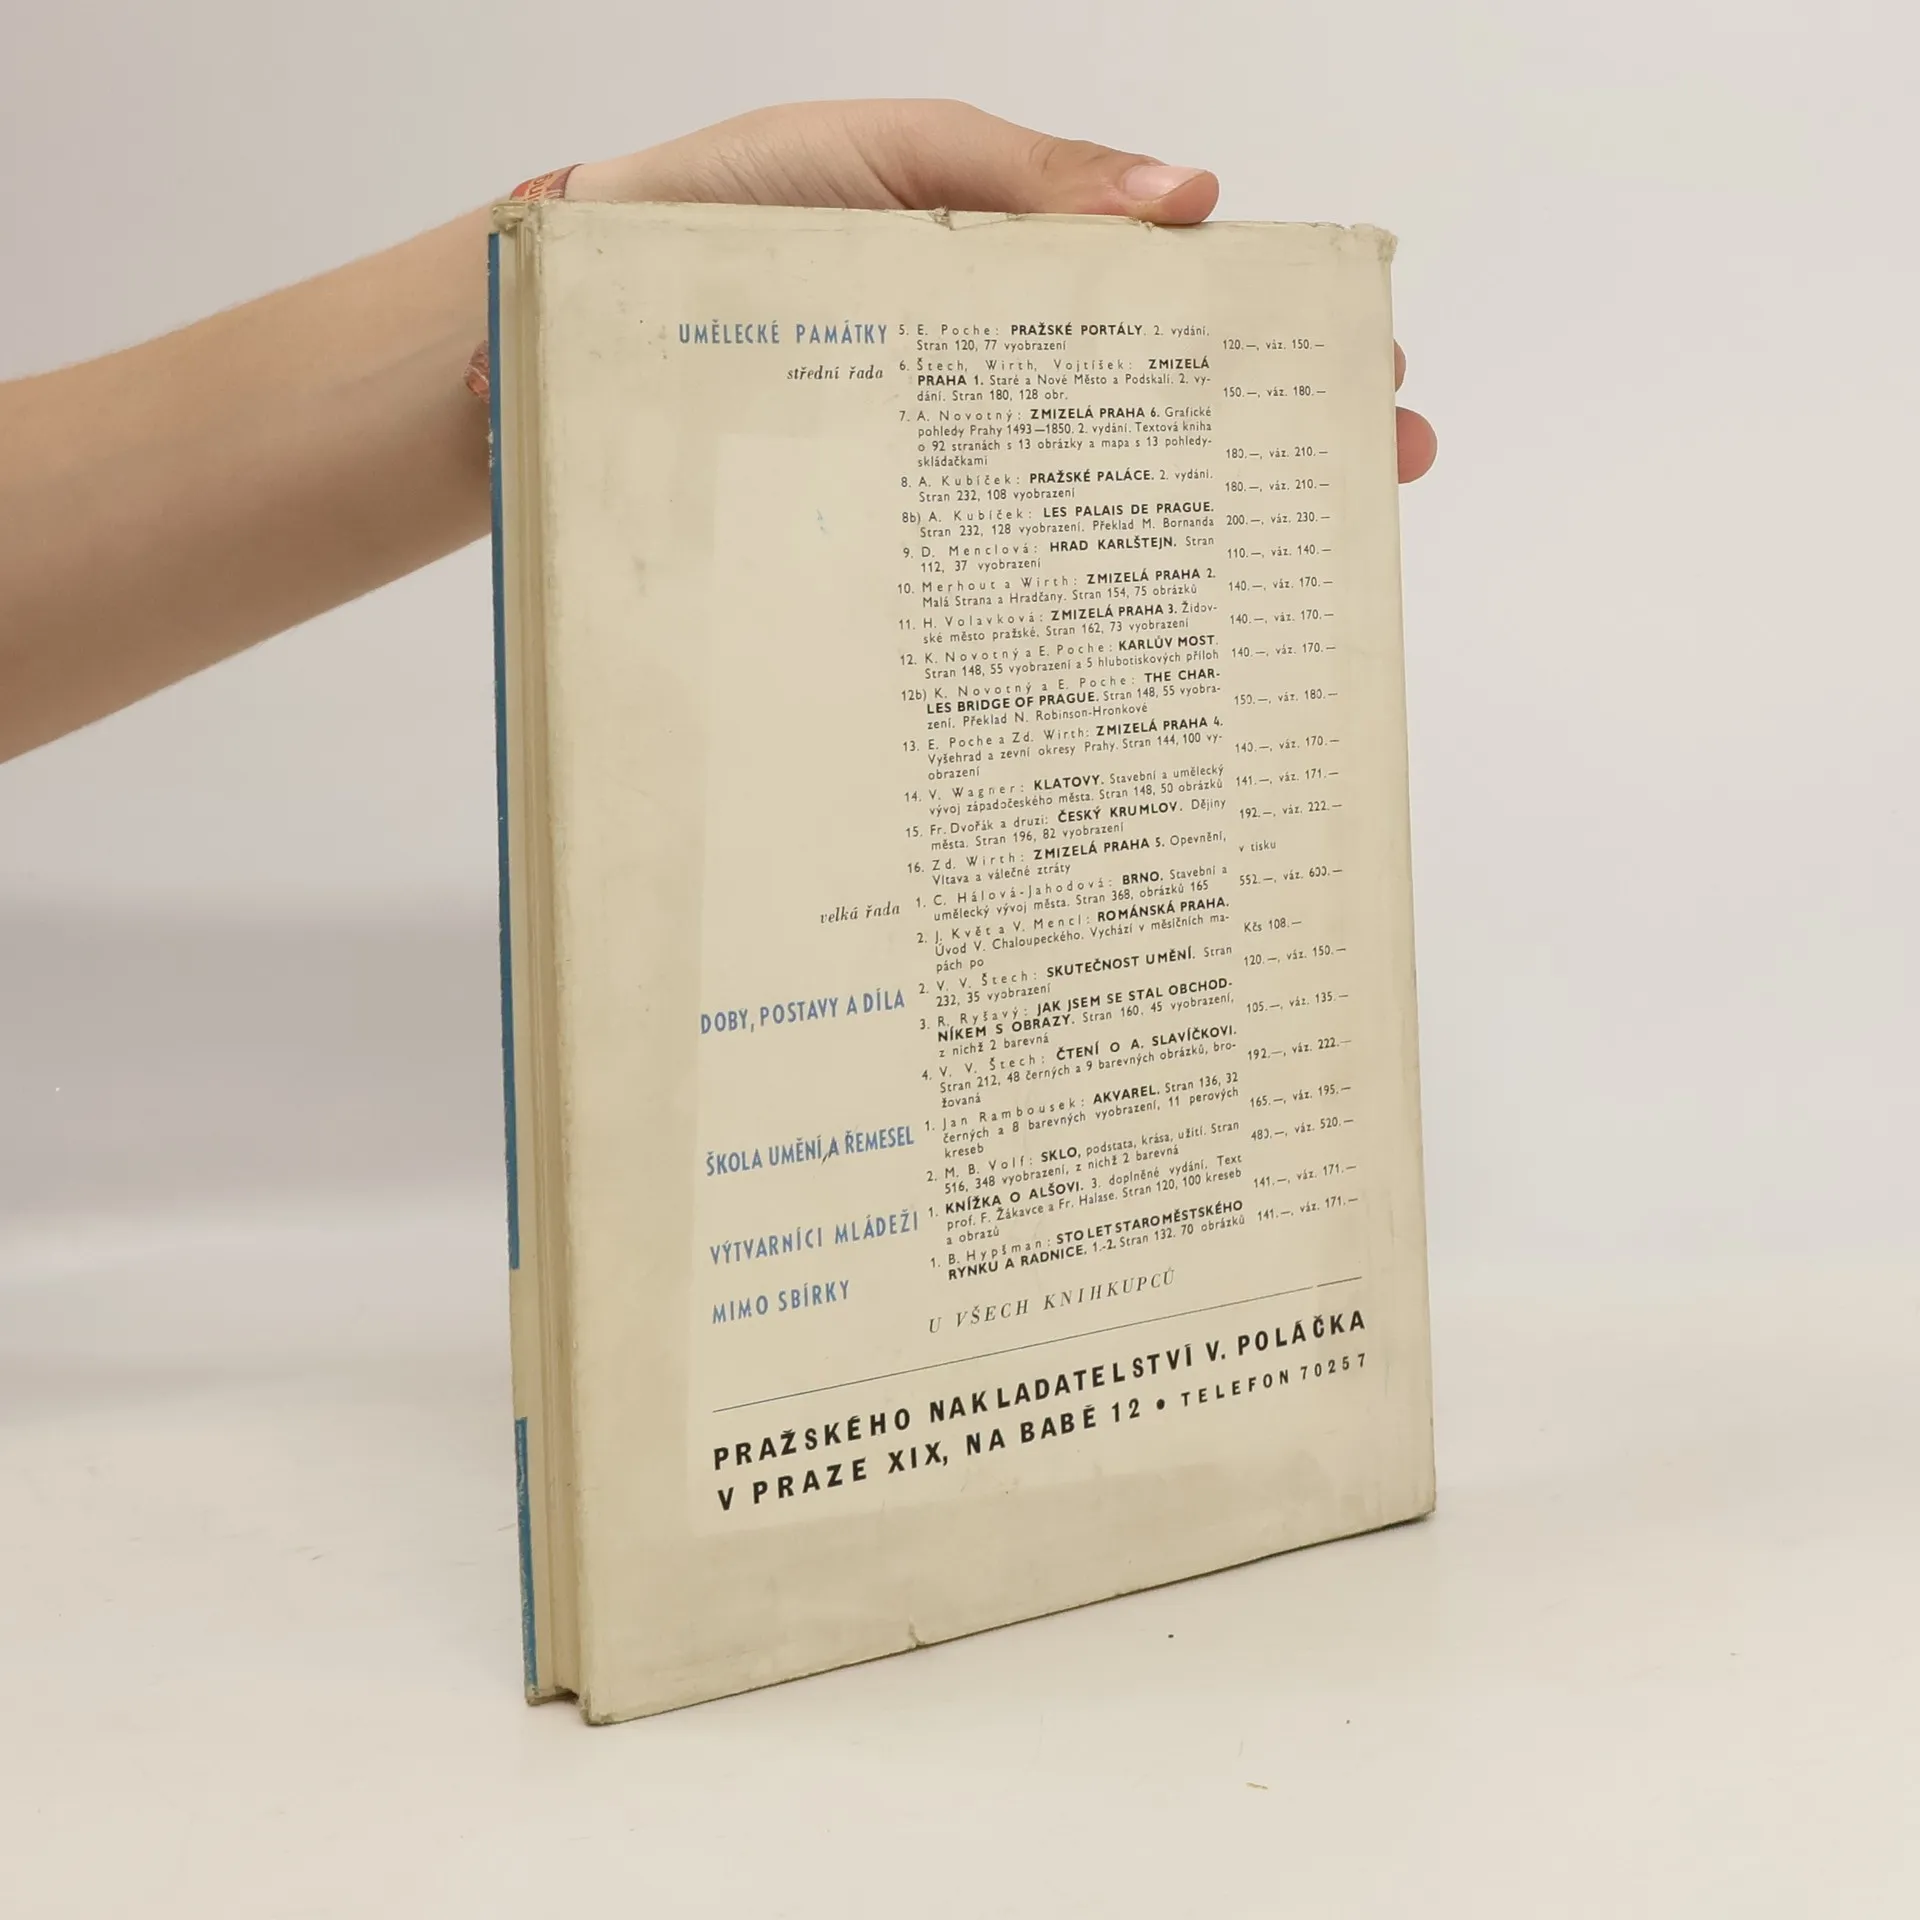 UMĚLECKÉ PAMÁTKY
střední řada
5. E. Poche: PRAŽSKÉ PORTÁLY. 2. vydání.
Stran 120, 77 vyobrazení 120.—, váz. 150.—
6. Štech, Wirth, Vojtíšek: ZMIZELÁ
PRAHA 1. Staré a Nové Město a Podskalí. 2. vy-
dání. Stran 180, 128 obr. 150.—, váz. 180.—
7. A. Novotný: ZMIZELÁ PRAHA 6. Grafické
pohledy Prahy 1493—1850. 2. vydání. Textová kniha
o 92 stranách s 13 obrázky a mapa s 13 pohledy-
skládačkami 180.—, váz. 210.—
8. A. Kubíček: PRAŽSKÉ PALÁCE. 2. vydání.
Stran 232, 108 vyobrazení 180.—, váz. 210.—
8b) A. Kubíček: LES PALAIS DE PRAGUE.
Stran 232, 128 vyobrazení. Překlad M. Bornanda 200.—, váz. 230.—
9. D. Menclová: HRAD KARLŠTEJN. Stran
112, 37 vyobrazení 110.—, váz. 140.—
10. Merhout a Wirth: ZMIZELÁ PRAHA 2.
Malá Strana a Hradčany. Stran 154, 75 obrázků 140.—, váz. 170.—
11. H. Volavková: ZMIZELÁ PRAHA 3. Židov-
ské město pražské. Stran 162, 73 vyobrazení 140.—, váz. 170.—
12. K. Novotný a E. Poche: KARLŮV MOST.
Stran 148, 55 vyobrazení a 5 hlubotiskových příloh 140.—, váz. 170.—
12b) K. Novotný a E. Poche: THE CHAR-
LES BRIDGE OF PRAGUE. Stran 148, 55 vyobra-
zení. Překlad N. Robinson-Hronkové 150.—, váz. 180.—
13. E. Poche a Zd. Wirth: ZMIZELÁ PRAHA 4.
Vyšehrad a zevní okresy Prahy. Stran 144, 100 vy-
obrazení 140.—, váz. 170.—
14. V. Wagner: KLATOVY. Stavební a umělecký
vývoj západočeského města. Stran 148, 50 obrázků 141.—, váz. 171.—
15. Fr. Dvořák a druzi: ČESKÝ KRUMLOV. Dějiny
města. Stran 196, 82 vyobrazení 192.—, váz. 222.—
16. Zd. Wirth: ZMIZELÁ PRAHA 5. Opevnění,
Vltava a válečné ztráty v tisku
velká řada
1. C. Hálová-Jahodová: BRNO. Stavební a
umělecký vývoj města. Stran 368, obrázků 165 552.—, váz. 600.—
2. J. Květ a V. Mencl: ROMÁNSKÁ PRAHA.
Úvod V. Chaloupeckého. Vychází v měsíčních ma-
pách po Kčs 108.—
DOBY, POSTAVY A DÍLA
2. V. V. Štech: SKUTEČNOST UMĚNÍ. Stran
232, 35 vyobrazení 120.—, váz. 150.—
3. R. Ryšavý: JAK JSEM SE STAL OBCHOD-
NÍKEM S OBRAZY. Stran 160, 45 vyobrazení,
z nichž 2 barevná 105.—, váz. 135.—
4. V. V. Štech: ČTENÍ O A. SLAVÍČKOVI.
Stran 212, 48 černých a 9 barevných obrázků, bro-
žovaná 192.—, váz. 222.—
ŠKOLA UMĚNÍ A ŘEMESEL
1. Jan Rambousek: AKVAREL. Stran 136, 32
černých a 8 barevných vyobrazení, 11 perových
kreseb 165.—, váz. 195.—
2. M. B. Volf: SKLO, podstata, krása, užití. Stran
516, 348 vyobrazení, z nichž 2 barevná 480.—, váz. 520.—
VÝTVARNÍCI MLÁDEŽI
1. KNÍŽKA O ALŠOVI. 3. doplněné vydání. Text
prof. F. Žákavce a Fr. Halase. Stran 120, 100 kreseb
a obrazů 141.—, váz. 171.—
MIMO SBÍRKY
1. B. Hypšman: STO LET STAROMĚSTSKÉHO
RYNKU A RADNICE. 1.-2. Stran 132. 70 obrázků 141.—, váz. 171.—
U VŠECH KNIHKUPCŮ
PRAŽSKÉHO NAKLADATELSTVÍ V. POLÁČKA
V PRAZE XIX, NA BABĚ 12 • TELEFON 70257